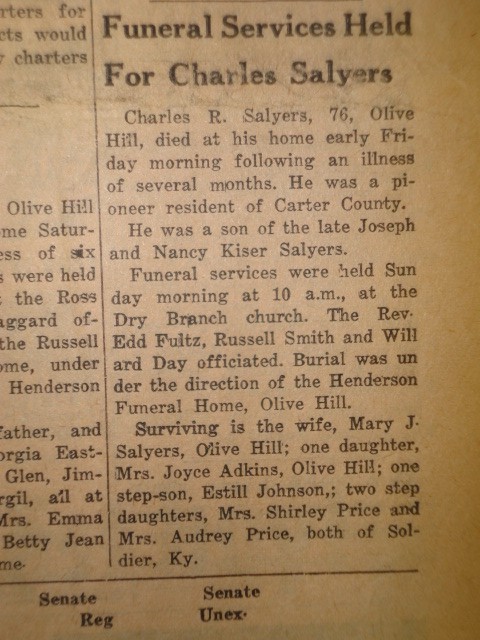 rters for
cts would
y charters
Olive Hill
me Satur-
ess of six
s were held
t the Ross
aggard of-
the Russell
ome, under
Henderson
father, and
orgia East-
Glen, Jim-
rgil, all at
Mrs. Emma
Betty Jean
me.
Funeral Services Held
For Charles Salyers
Charles R. Salyers, 76, Olive
Hill, died at his home early Fri-
day morning following an illness
of several months. He was a pi-
oneer resident of Carter County.
He was a son of the late Joseph
and Nancy Kiser Salyers.
Funeral services were held Sun
day morning at 10 a.m., at the
Dry Branch church. The Rev.
Edd Fultz, Russell Smith and Will
ard Day officiated. Burial was un
der the direction of the Henderson
Funeral Home, Olive Hill.
Surviving is the wife, Mary J.
Salyers, Olive Hill; one daughter,
Mrs. Joyce Adkins, Olive Hill; one
step-son, Estill Johnson,; two step
daughters, Mrs. Shirley Price and
Mrs. Audrey Price, both of Sol-
dier, Ky.
Senate Senate
Reg Unex.